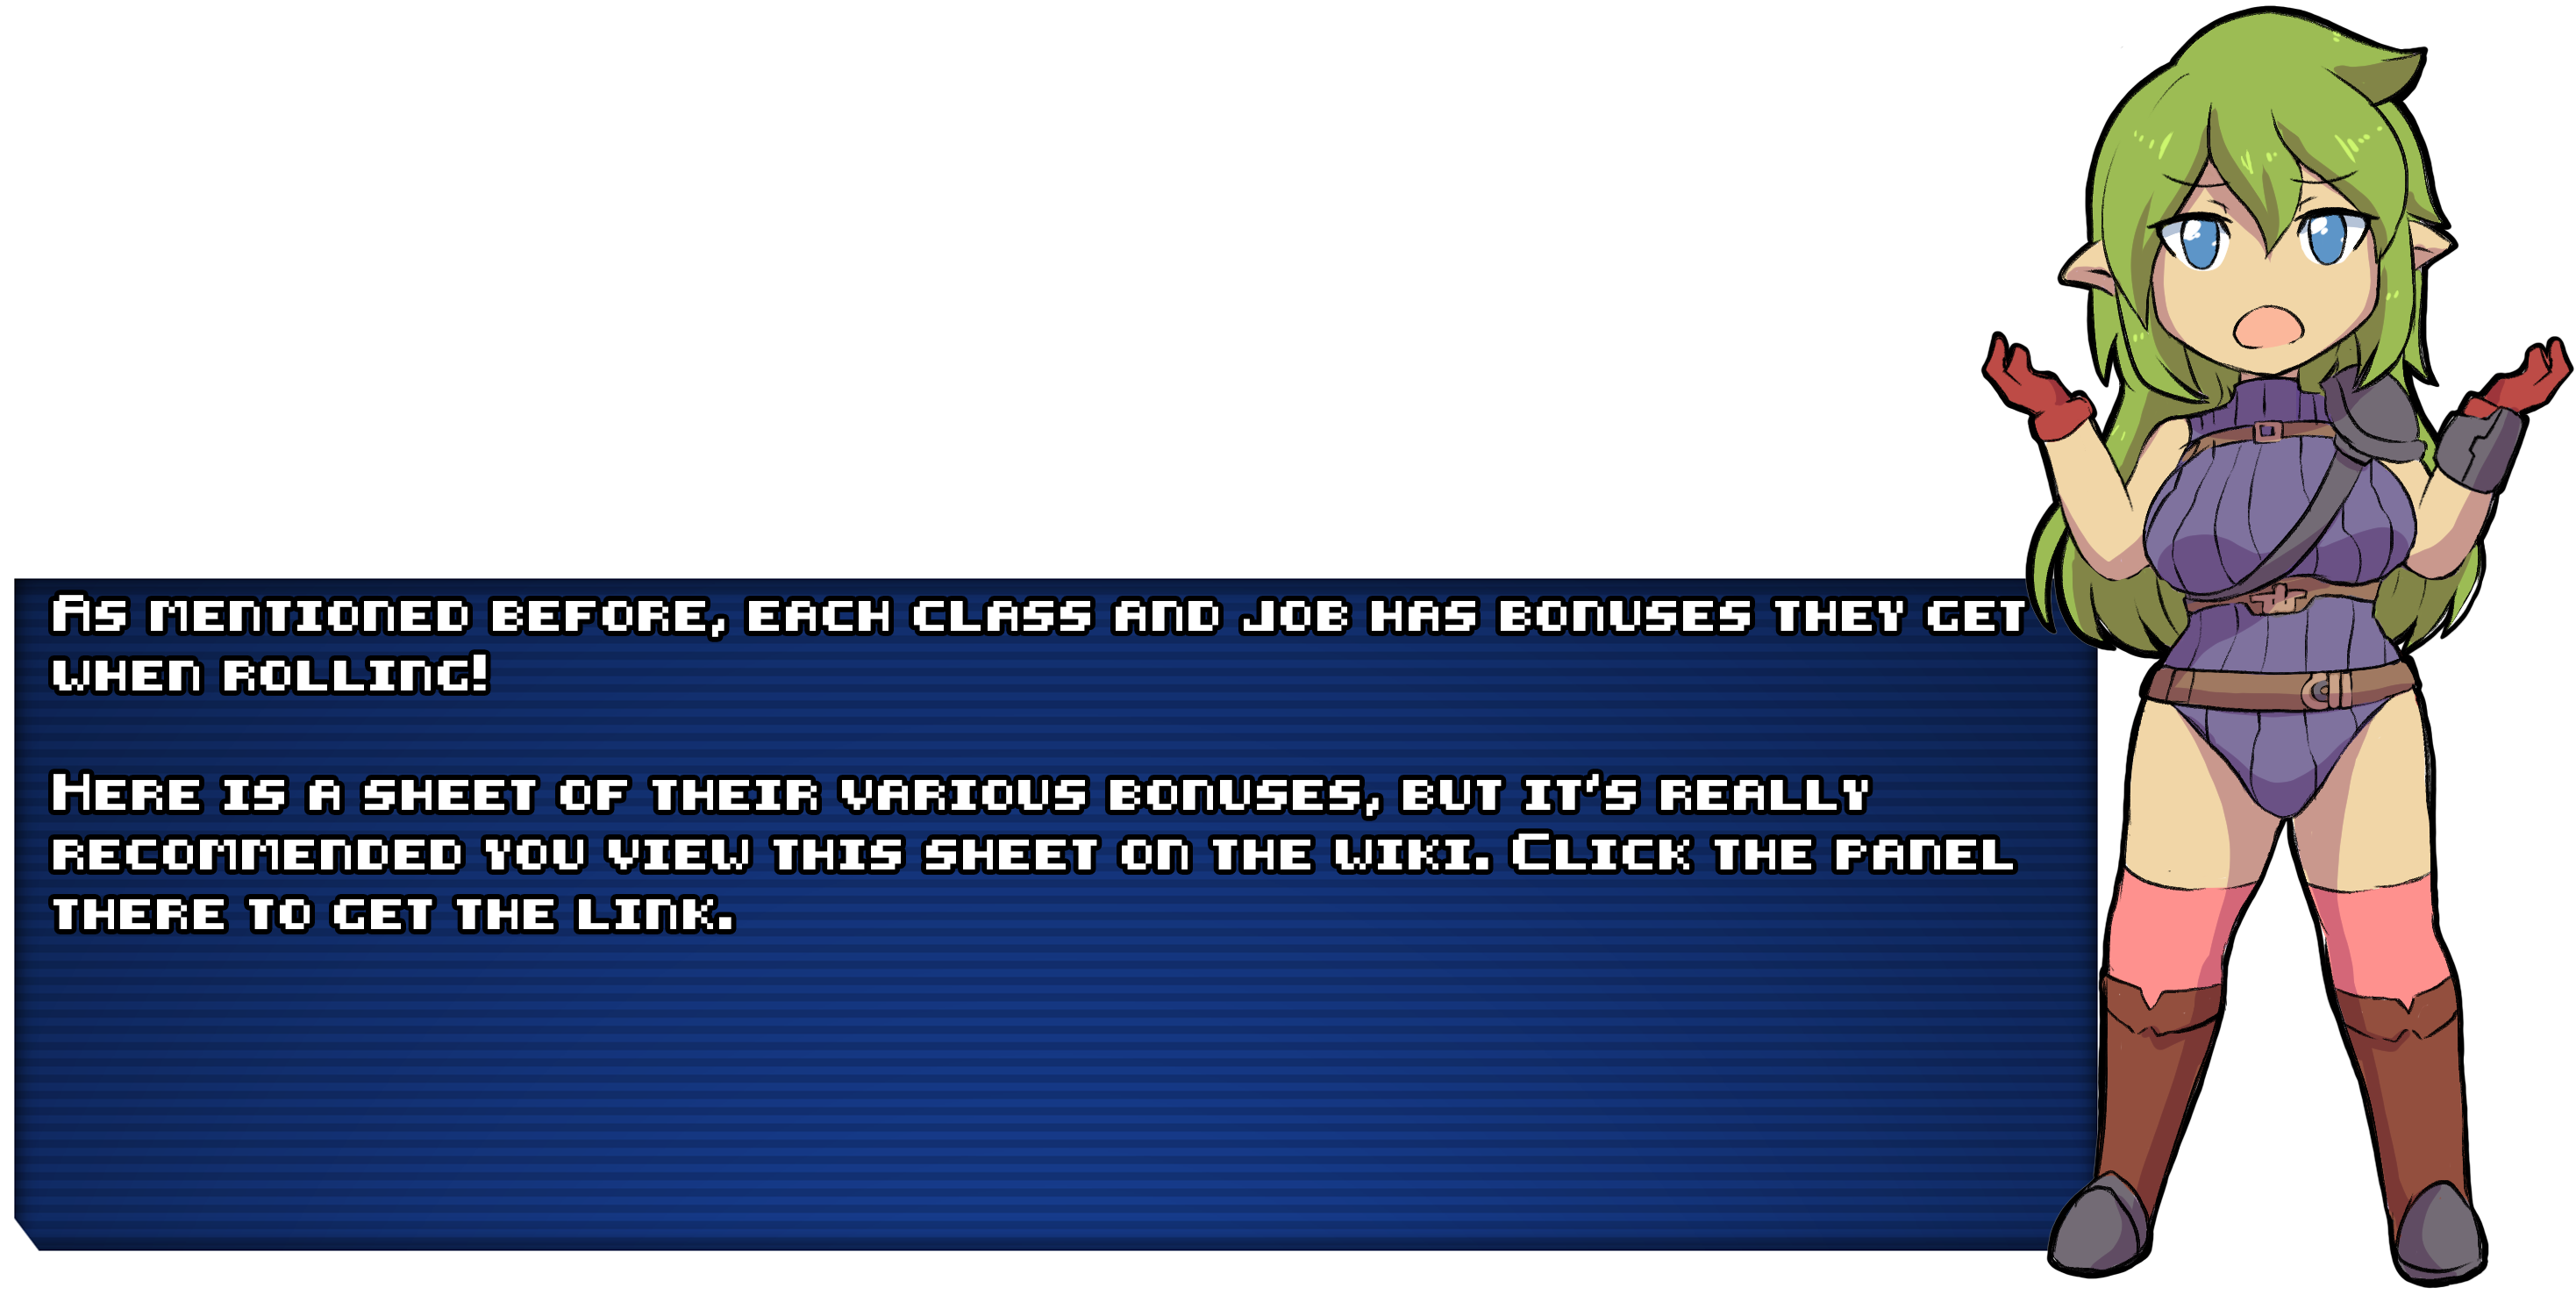 As mentioned before, each class and job has bonuses they get
when rolling!
Here is a sheet of their various bonuses, but it's really
recommended you view this sheet on the wiki. Click the panel
there to get the link.